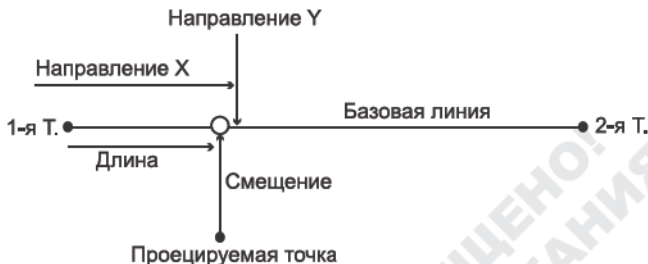 Направление Y
Направление X
Базовая линия
1-я Т.
2-я Т.
Длина
Смещение
Проецируемая точка